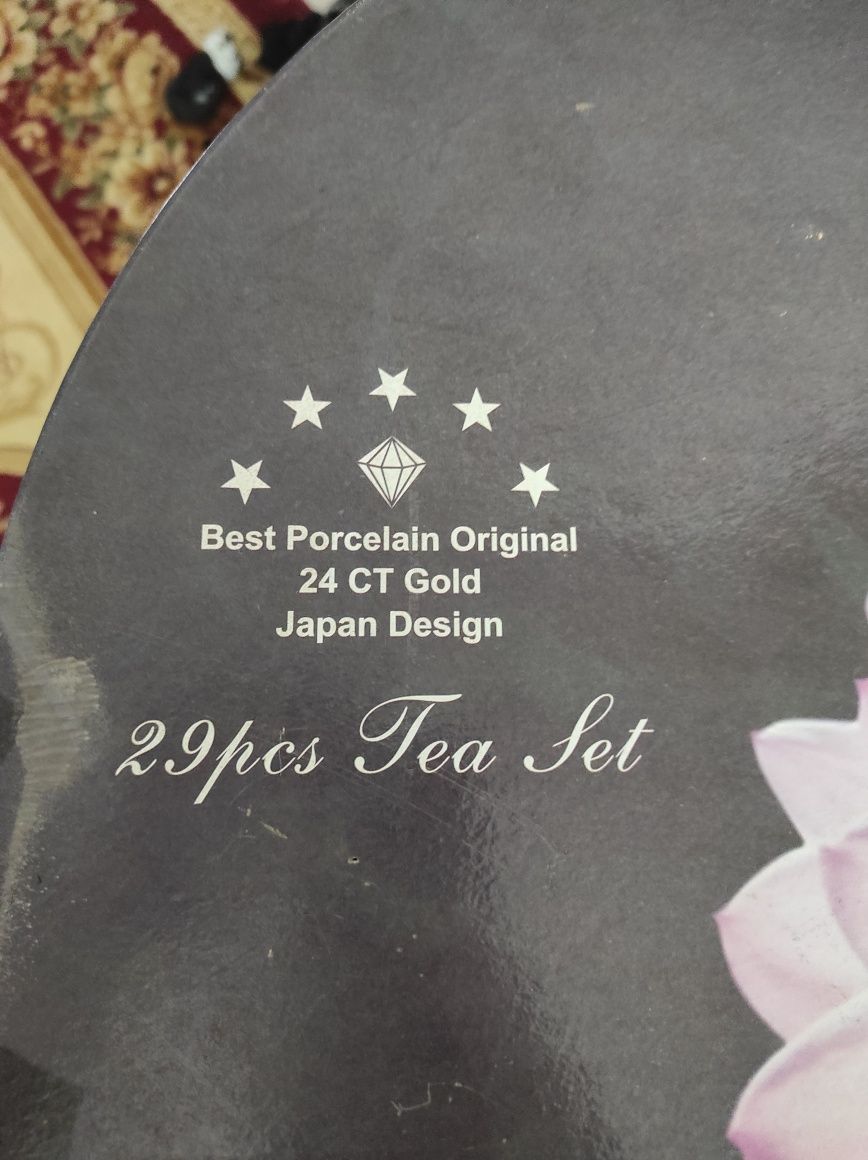 Best Porcelain Original
24 CT Gold
Japan Design
29pcs Tea Set